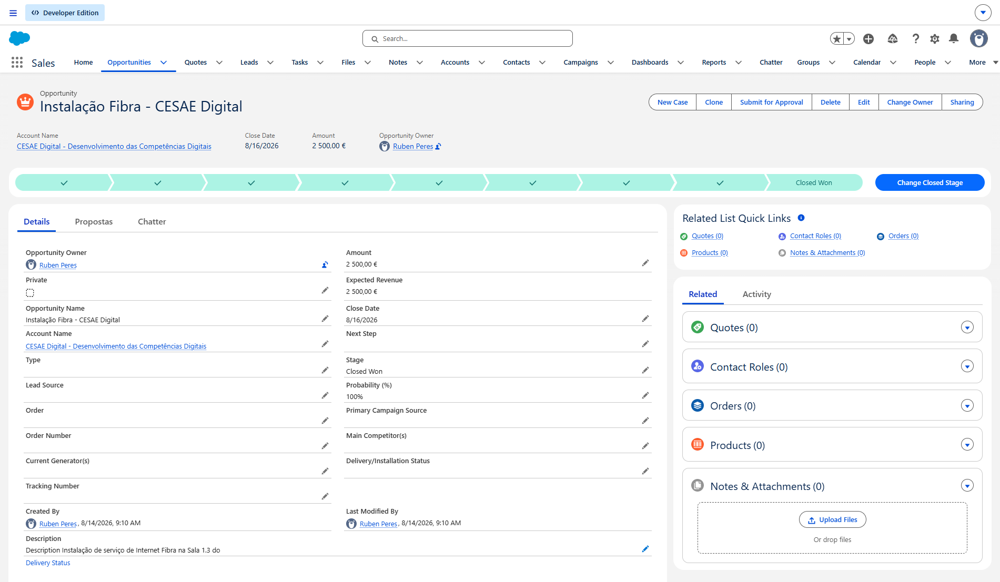 Developer Edition
Search...
Sales
Home Opportunities Quotes Leads Tasks Files Notes Accounts Contacts Campaigns Dashboards Reports Chatter Groups Calendar People More
Opportunity
Instalação Fibra - CESAE Digital
New Case Clone Submit for Approval Delete Edit Change Owner Sharing
Account Name Close Date Amount Opportunity Owner
CESAE Digital - Desenvolvimento das Competências Digitais 8/16/2026 2 500,00 € Ruben Peres
Closed Won Change Closed Stage
Details Propostas Chatter
Opportunity Owner
Ruben Peres
Private
Opportunity Name
Instalação Fibra - CESAE Digital
Account Name
CESAE Digital - Desenvolvimento das Competências Digitais
Type
Lead Source
Order
Order Number
Current Generator(s)
Tracking Number
Created By
Ruben Peres, 8/14/2026, 9:10 AM
Amount
2 500,00 €
Expected Revenue
2 500,00 €
Close Date
8/16/2026
Next Step
Stage
Closed Won
Probability (%)
100%
Primary Campaign Source
Main Competitor(s)
Delivery/Installation Status
Last Modified By
Ruben Peres, 8/14/2026, 9:10 AM
Description
Description Instalação de serviço de Internet Fibra na Sala 1.3 do
Delivery Status
Related List Quick Links
Quotes (0) Contact Roles (0) Orders (0)
Products (0) Notes & Attachments (0)
Related Activity
Quotes (0)
Contact Roles (0)
Orders (0)
Products (0)
Notes & Attachments (0)
Upload Files
Or drop files